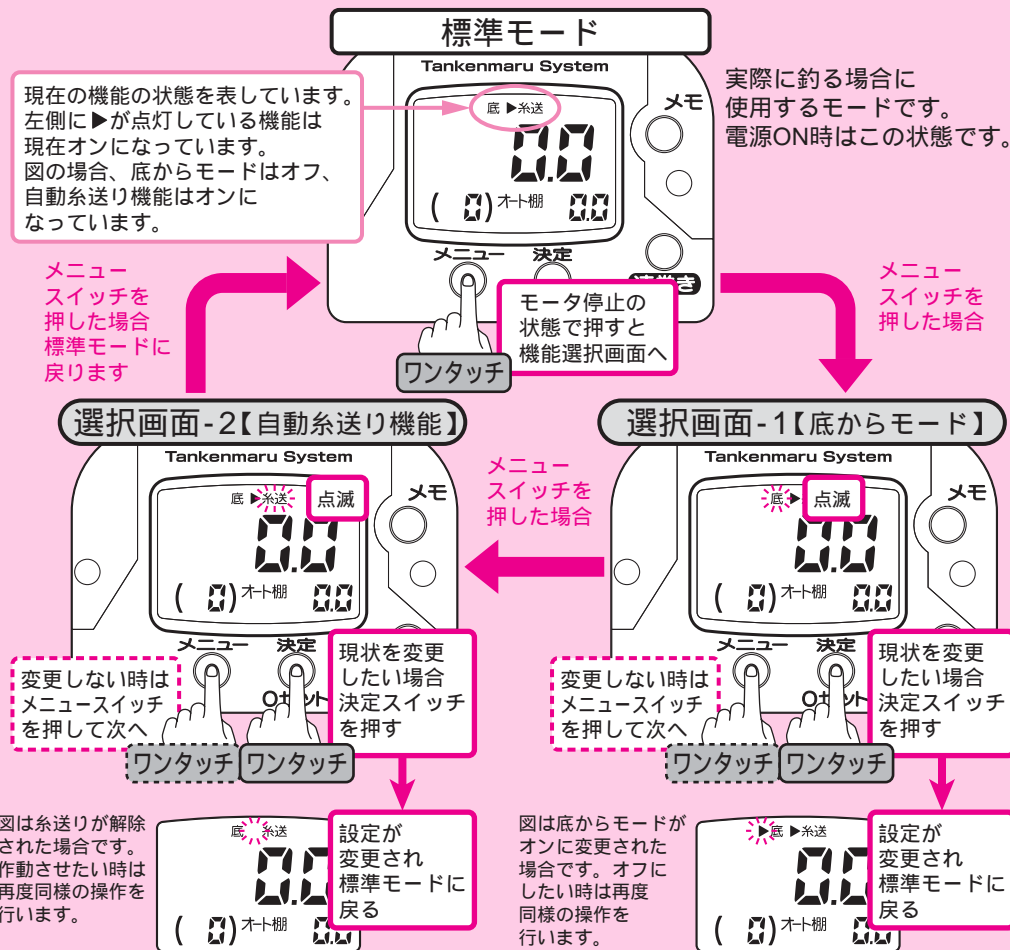 標準モード
Tankenmaru System
現在の機能の状態を表しています。
左側に▶が点灯している機能は
現在オンになっています。
図の場合、底からモードはオフ、
自動糸送り機能はオンに
なっています。
底 ▶糸送
0.0
( 0) オート棚 0.0
メモ
メニュー 決定
実際に釣る場合に
使用するモードです。
電源ON時はこの状態です。
モータ停止の
状態で押すと
機能選択画面へ
ワンタッチ
メニュー
スイッチを
押した場合
標準モードに
戻ります
メニュー
スイッチを
押した場合
選択画面-2【自動糸送り機能】
Tankenmaru System
底 ▶糸送
点滅
0.0
( 0) オート棚 0.0
メモ
メニュー 決定
変更しない時は
メニュースイッチ
を押して次へ
現状を変更
したい場合
決定スイッチ
を押す
ワンタッチ ワンタッチ
メニュー
スイッチを
押した場合
選択画面-1【底からモード】
Tankenmaru System
底 ▶
点滅
0.0
( 0) オート棚 0.0
メモ
メニュー 決定
変更しない時は
メニュースイッチ
を押して次へ
現状を変更
したい場合
決定スイッチ
を押す
ワンタッチ ワンタッチ
図は糸送りが解除
された場合です。
作動させたい時は
再度同様の操作を
行います。
底 糸送
0.0
( 0) オート棚 0.0
設定が
変更され
標準モードに
戻る
図は底からモードが
オンに変更された
場合です。オフに
したい時は再度
同様の操作を
行います。
▶底 ▶糸送
0.0
( 0) オート棚 0.0
設定が
変更され
標準モードに
戻る